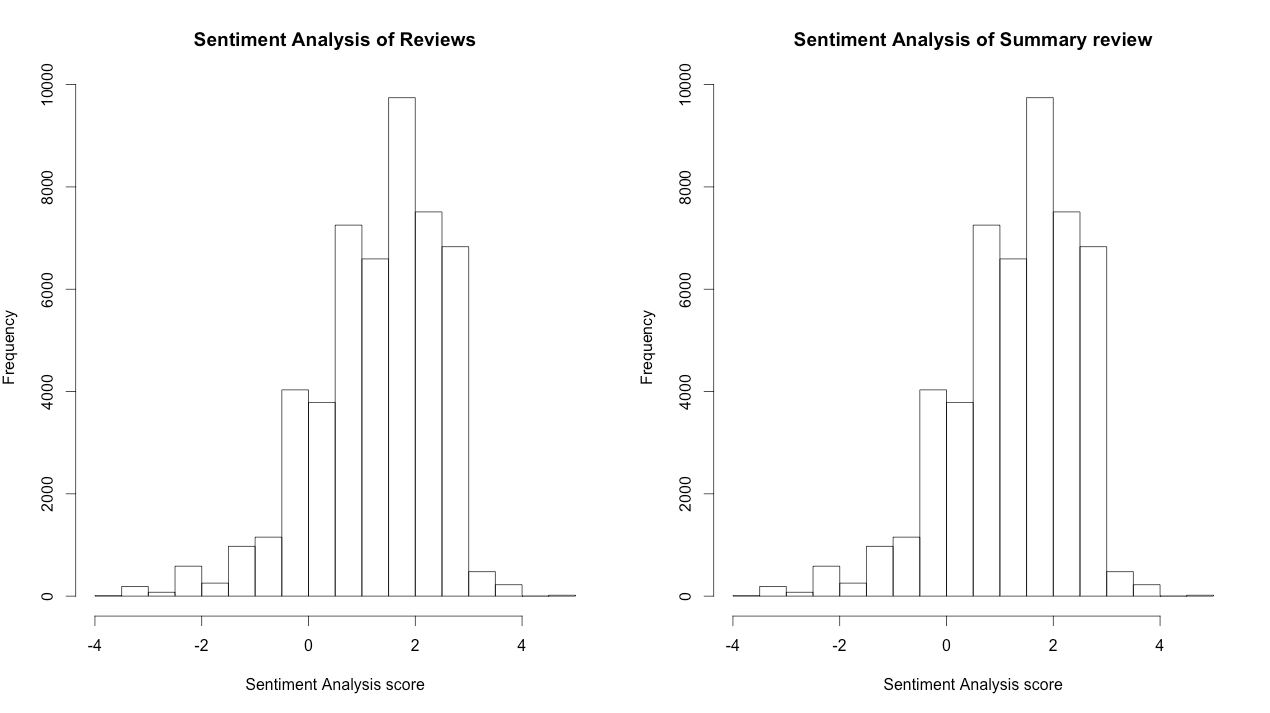 Sentiment Analysis of Reviews
Frequency
10000
8000
6000
4000
2000
0
-4 -2 0 2 4
Sentiment Analysis score
Sentiment Analysis of Summary review
Frequency
10000
8000
6000
4000
2000
0
-4 -2 0 2 4
Sentiment Analysis score